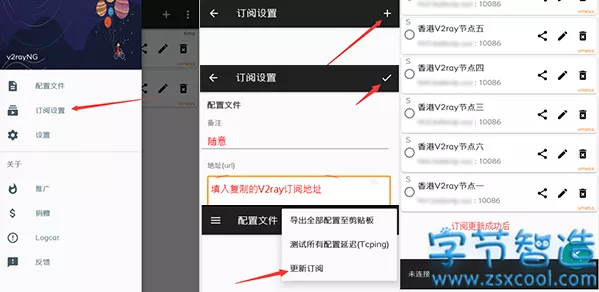 v2rayNG
配置文件
订阅设置
设置
关于
推广
捐赠
Logcat
反馈
订阅设置
订阅设置
配置文件
备注
随意
地址(url)
填入复制的V2ray订阅地址
配置文件
导出全部配置至剪贴板
测试所有配置延迟(Tcping)
更新订阅
S
香港V2ray节点五
: 10086
vmess
S
香港V2ray节点四
: 10086
vmess
S
香港V2ray节点三
: 10086
vmess
S
香港V2ray节点六
: 10086
vmess
S
香港V2ray节点一
: 10086
vmess
订阅更新成功后
未连接
字节智造
www.zsxcool.com